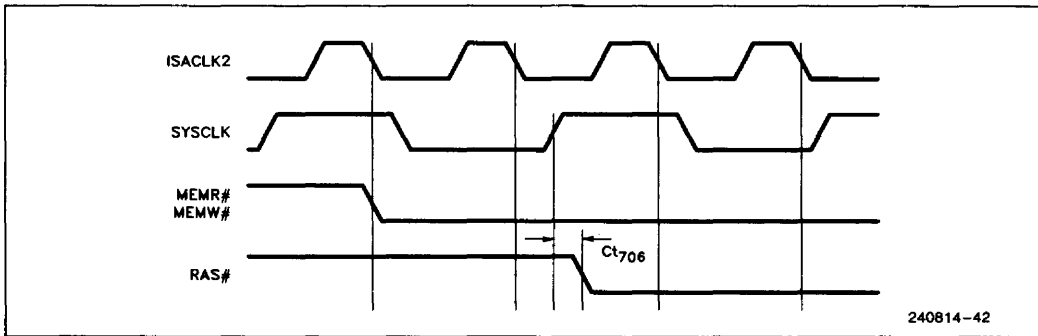 ISACLK2
SYSCLK
MEMR#
MEMW#
Ct706
RAS#
240814-42